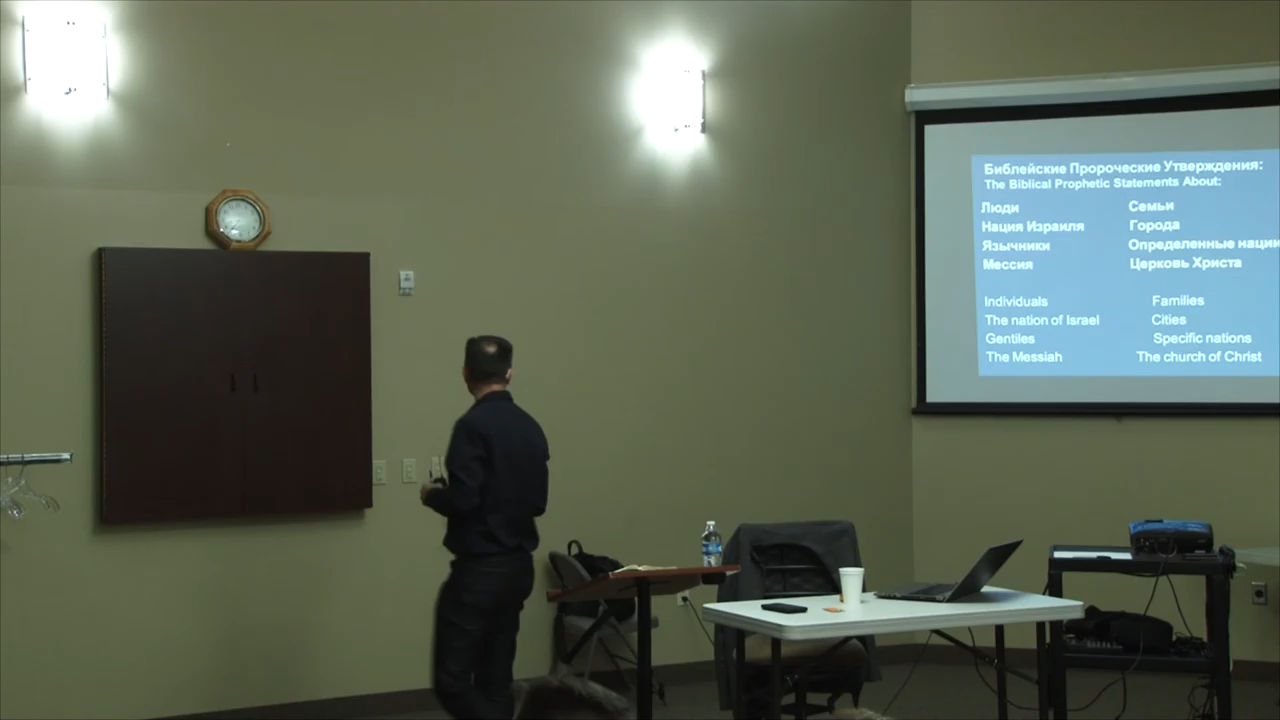 Библейские Пророческие Утверждения:
The Biblical Prophetic Statements About:
Люди Семьи
Нация Израиля Города
Язычники Определенные нации
Мессия Церковь Христа
Individuals Families
The nation of Israel Cities
Gentiles Specific nations
The Messiah The church of Christ